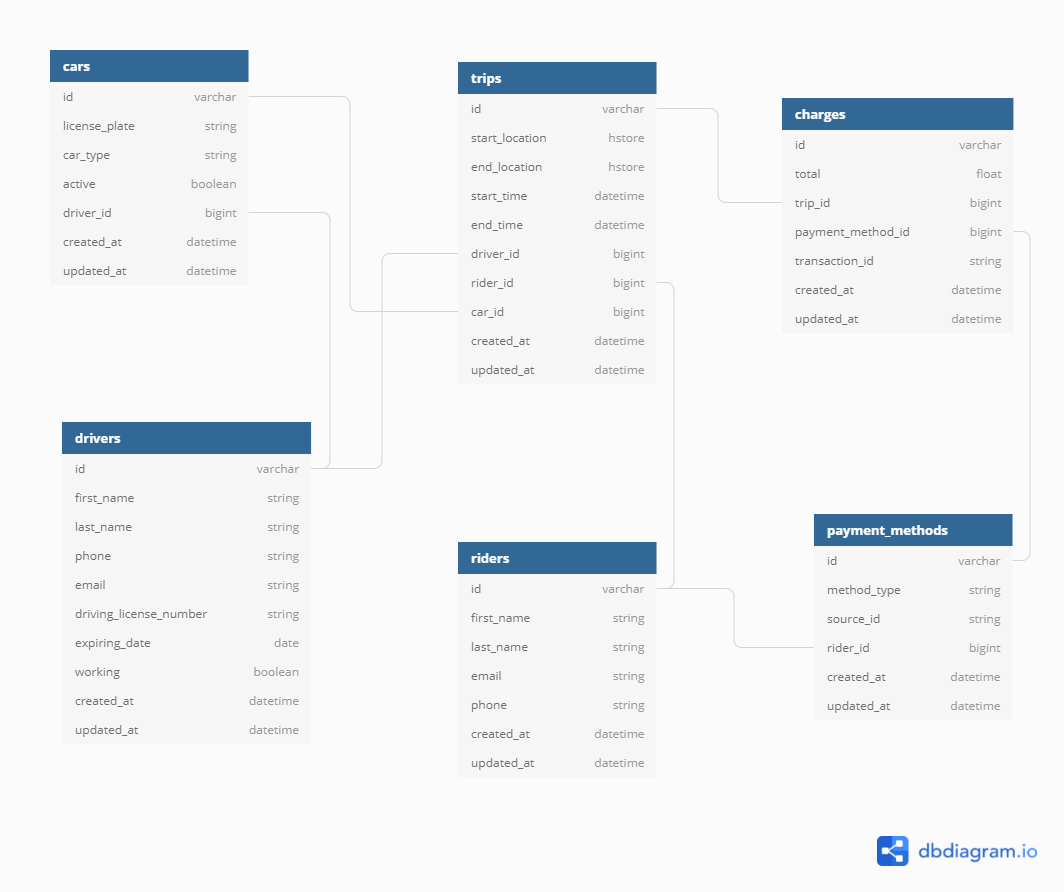 cars
id varchar
license_plate string
car_type string
active boolean
driver_id bigint
created_at datetime
updated_at datetime
trips
id varchar
start_location hstore
end_location hstore
start_time datetime
end_time datetime
driver_id bigint
rider_id bigint
car_id bigint
created_at datetime
updated_at datetime
charges
id varchar
total float
trip_id bigint
payment_method_id bigint
transaction_id string
created_at datetime
updated_at datetime
drivers
id varchar
first_name string
last_name string
phone string
email string
driving_license_number string
expiring_date date
working boolean
created_at datetime
updated_at datetime
riders
id varchar
first_name string
last_name string
email string
phone string
created_at datetime
updated_at datetime
payment_methods
id varchar
method_type string
source_id string
rider_id bigint
created_at datetime
updated_at datetime
dbdiagram.io